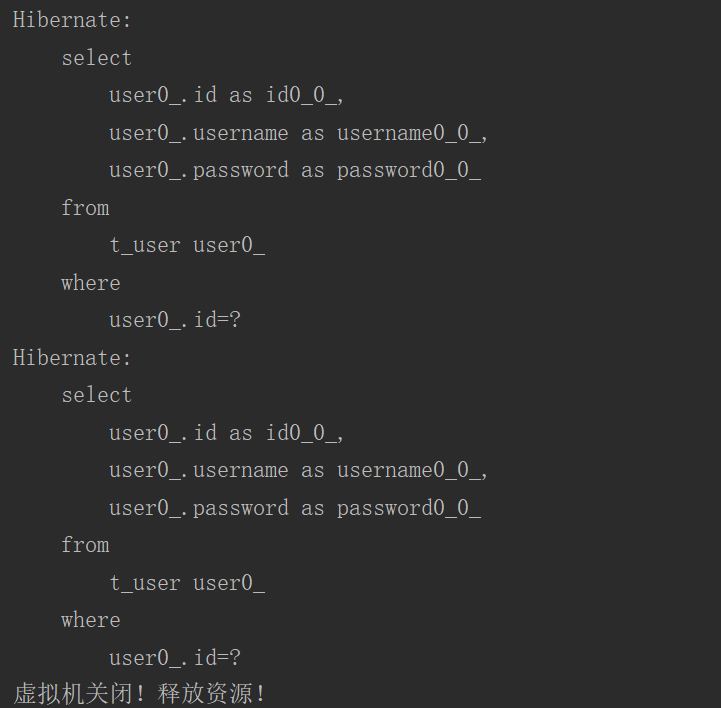 Hibernate:
    select
        user0_.id as id0_0_,
        user0_.username as username0_0_,
        user0_.password as password0_0_
    from
        t_user user0_
    where
        user0_.id=?
Hibernate:
    select
        user0_.id as id0_0_,
        user0_.username as username0_0_,
        user0_.password as password0_0_
    from
        t_user user0_
    where
        user0_.id=?
虚拟机关闭！释放资源！